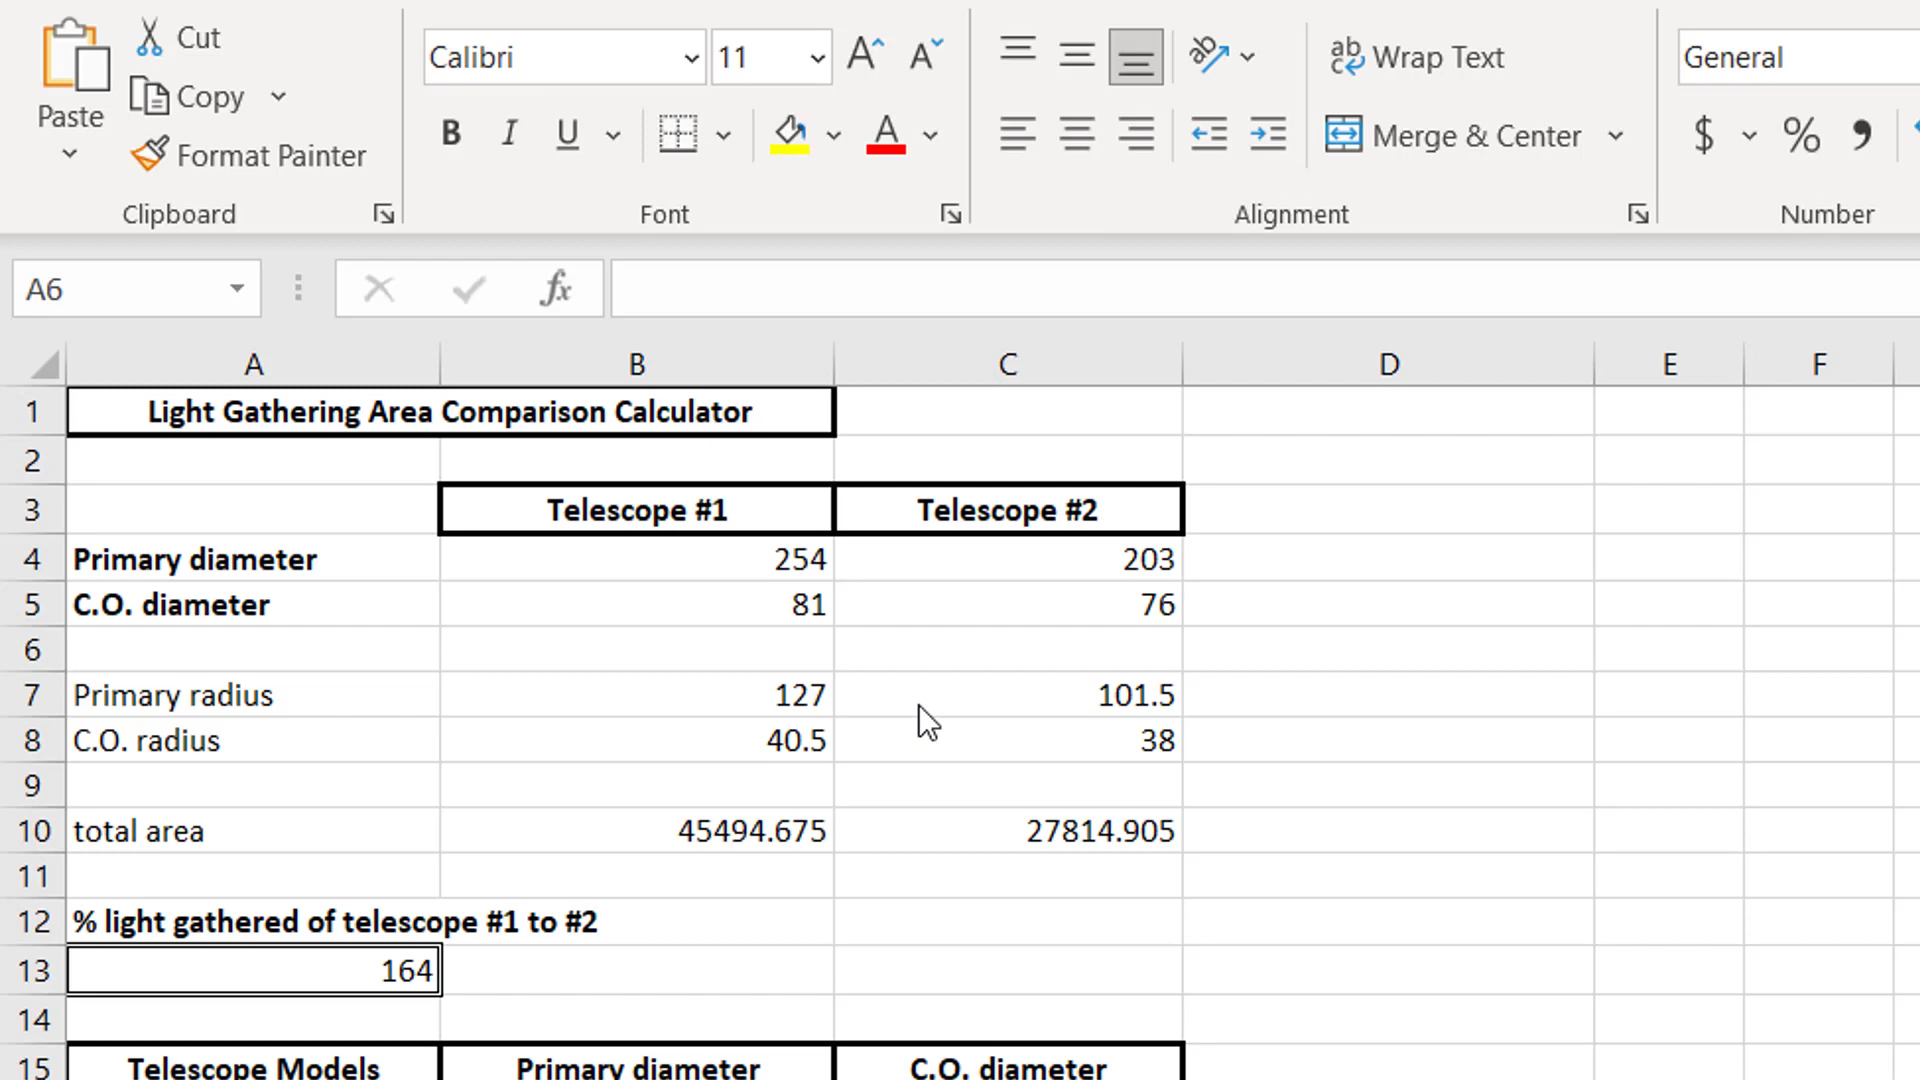 Cut
Calibri
11
Wrap Text
General
Copy
Paste
B I U
Merge & Center
$ %
Format Painter
Clipboard
Font
Alignment
Number
A6
fx
A B C D E F
1 Light Gathering Area Comparison Calculator
2
3 Telescope #1 Telescope #2
4 Primary diameter 254 203
5 C.O. diameter 81 76
6
7 Primary radius 127 101.5
8 C.O. radius 40.5 38
9
10 total area 45494.675 27814.905
11
12 % light gathered of telescope #1 to #2
13 164
14
15 Telescope Models Primary diameter C.O. diameter